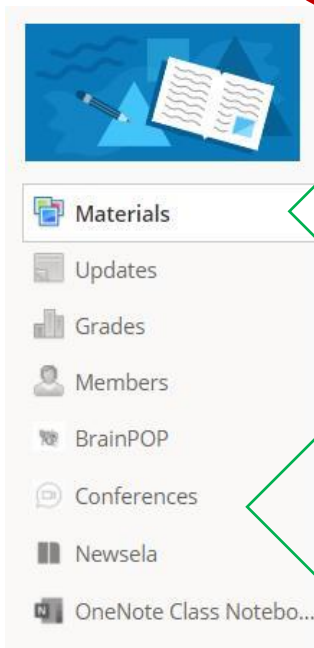 Materials
Updates
Grades
Members
BrainPOP
Conferences
Newsela
OneNote Class Notebo...